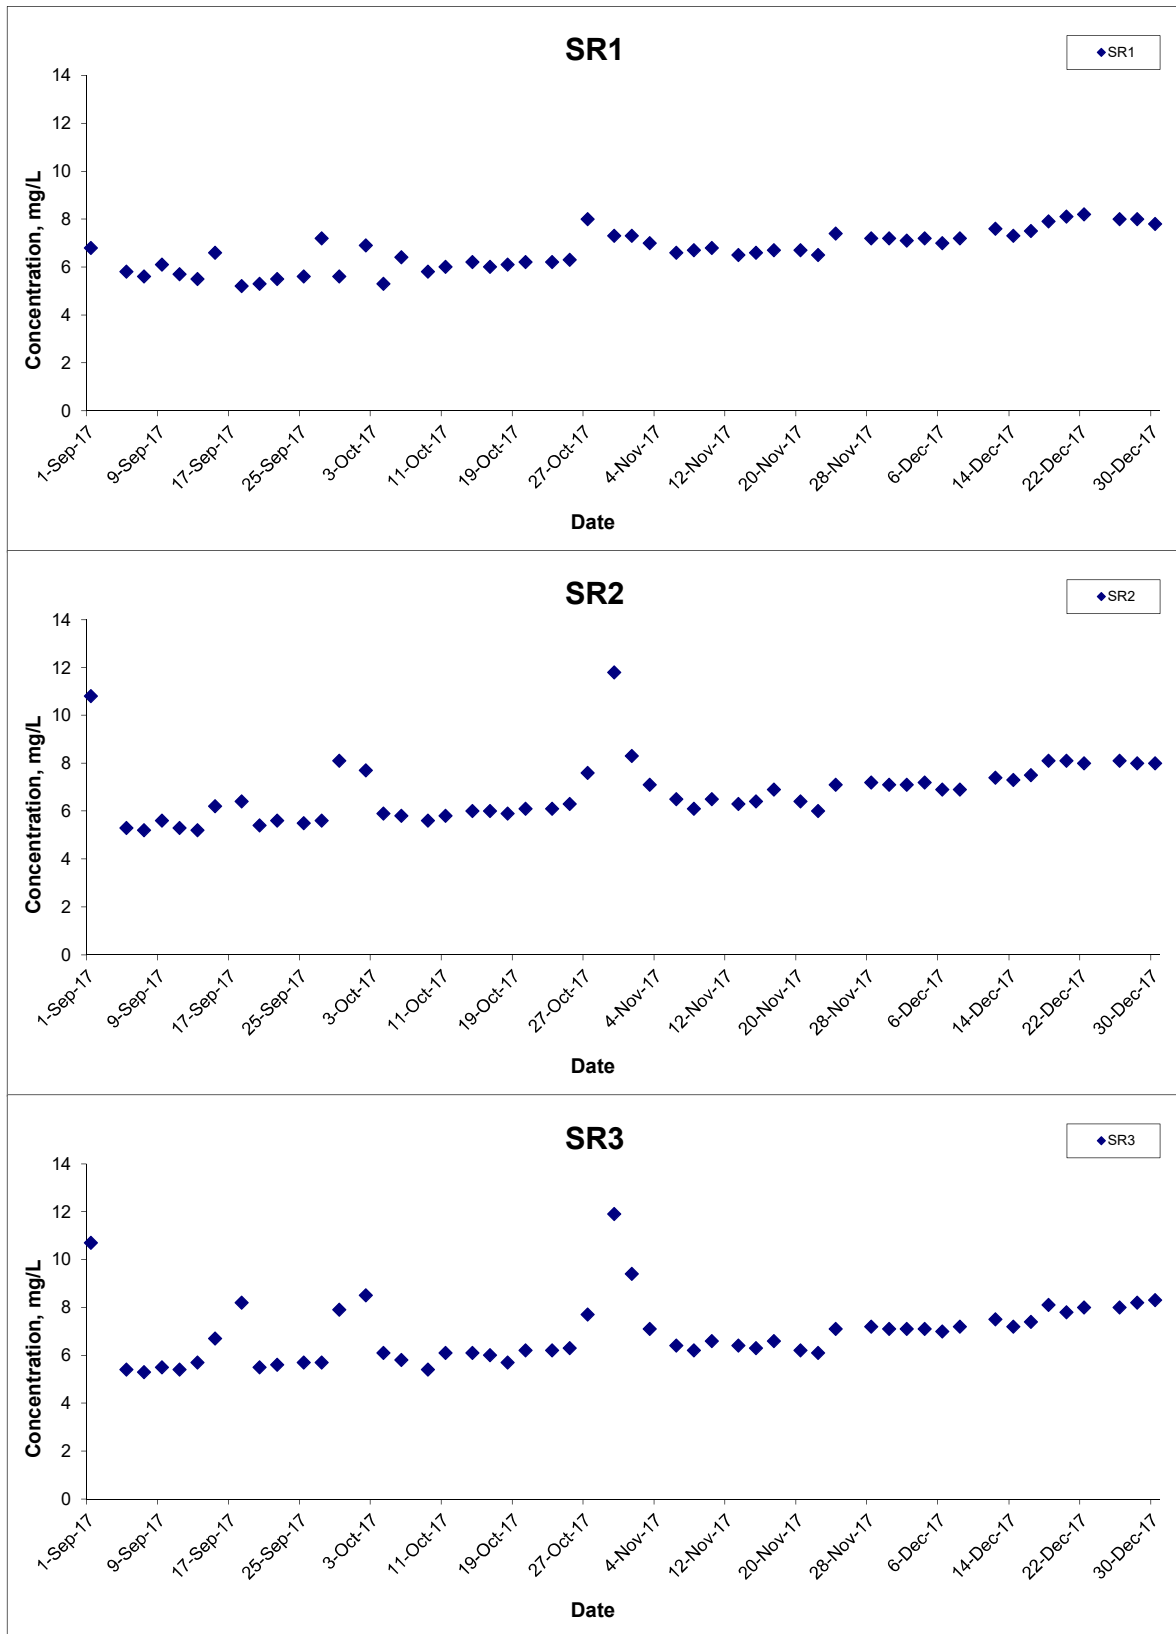 SR1
SR1
14
12
10
8
6
4
2
0
Concentration, mg/L
1-Sep-17 9-Sep-17 17-Sep-17 25-Sep-17 3-Oct-17 11-Oct-17 19-Oct-17 27-Oct-17 4-Nov-17 12-Nov-17 20-Nov-17 28-Nov-17 6-Dec-17 14-Dec-17 22-Dec-17 30-Dec-17
Date
SR2
SR2
14
12
10
8
6
4
2
0
Concentration, mg/L
1-Sep-17 9-Sep-17 17-Sep-17 25-Sep-17 3-Oct-17 11-Oct-17 19-Oct-17 27-Oct-17 4-Nov-17 12-Nov-17 20-Nov-17 28-Nov-17 6-Dec-17 14-Dec-17 22-Dec-17 30-Dec-17
Date
SR3
SR3
14
12
10
8
6
4
2
0
Concentration, mg/L
1-Sep-17 9-Sep-17 17-Sep-17 25-Sep-17 3-Oct-17 11-Oct-17 19-Oct-17 27-Oct-17 4-Nov-17 12-Nov-17 20-Nov-17 28-Nov-17 6-Dec-17 14-Dec-17 22-Dec-17 30-Dec-17
Date